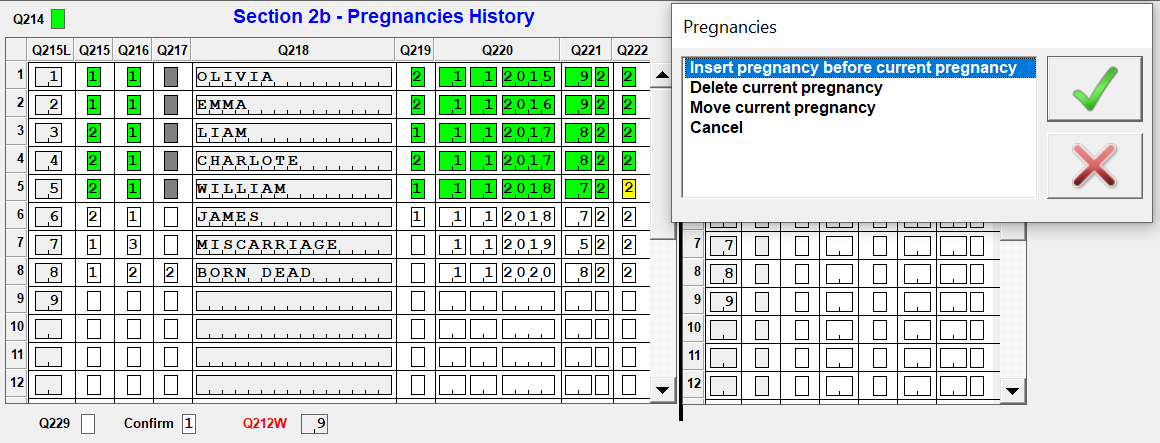 Q214 Section 2b - Pregnancies History
Q215L Q215 Q216 Q217 Q218 Q219 Q220 Q221 Q222
1 1 1 1 OLIVIA 2 1 1 2015 9 2 2
2 2 1 1 EMMA 2 1 1 2016 9 2 2
3 3 2 1 LIAM 1 1 1 2017 8 2 2
4 4 2 1 CHARLOTE 2 1 1 2017 8 2 2
5 5 2 1 WILLIAM 1 1 1 2018 7 2 2
6 6 2 1 JAMES 1 1 1 2018 7 2 2
7 7 1 3 MISCARRIAGE 1 1 2019 5 2 2
8 8 1 2 2 BORN DEAD 1 1 2020 8 2 2
9 9
10
11
12
Q229 Confirm 1 Q212W 9
Pregnancies
Insert pregnancy before current pregnancy
Delete current pregnancy
Move current pregnancy
Cancel
7 7
8 8
9 9
10
11
12